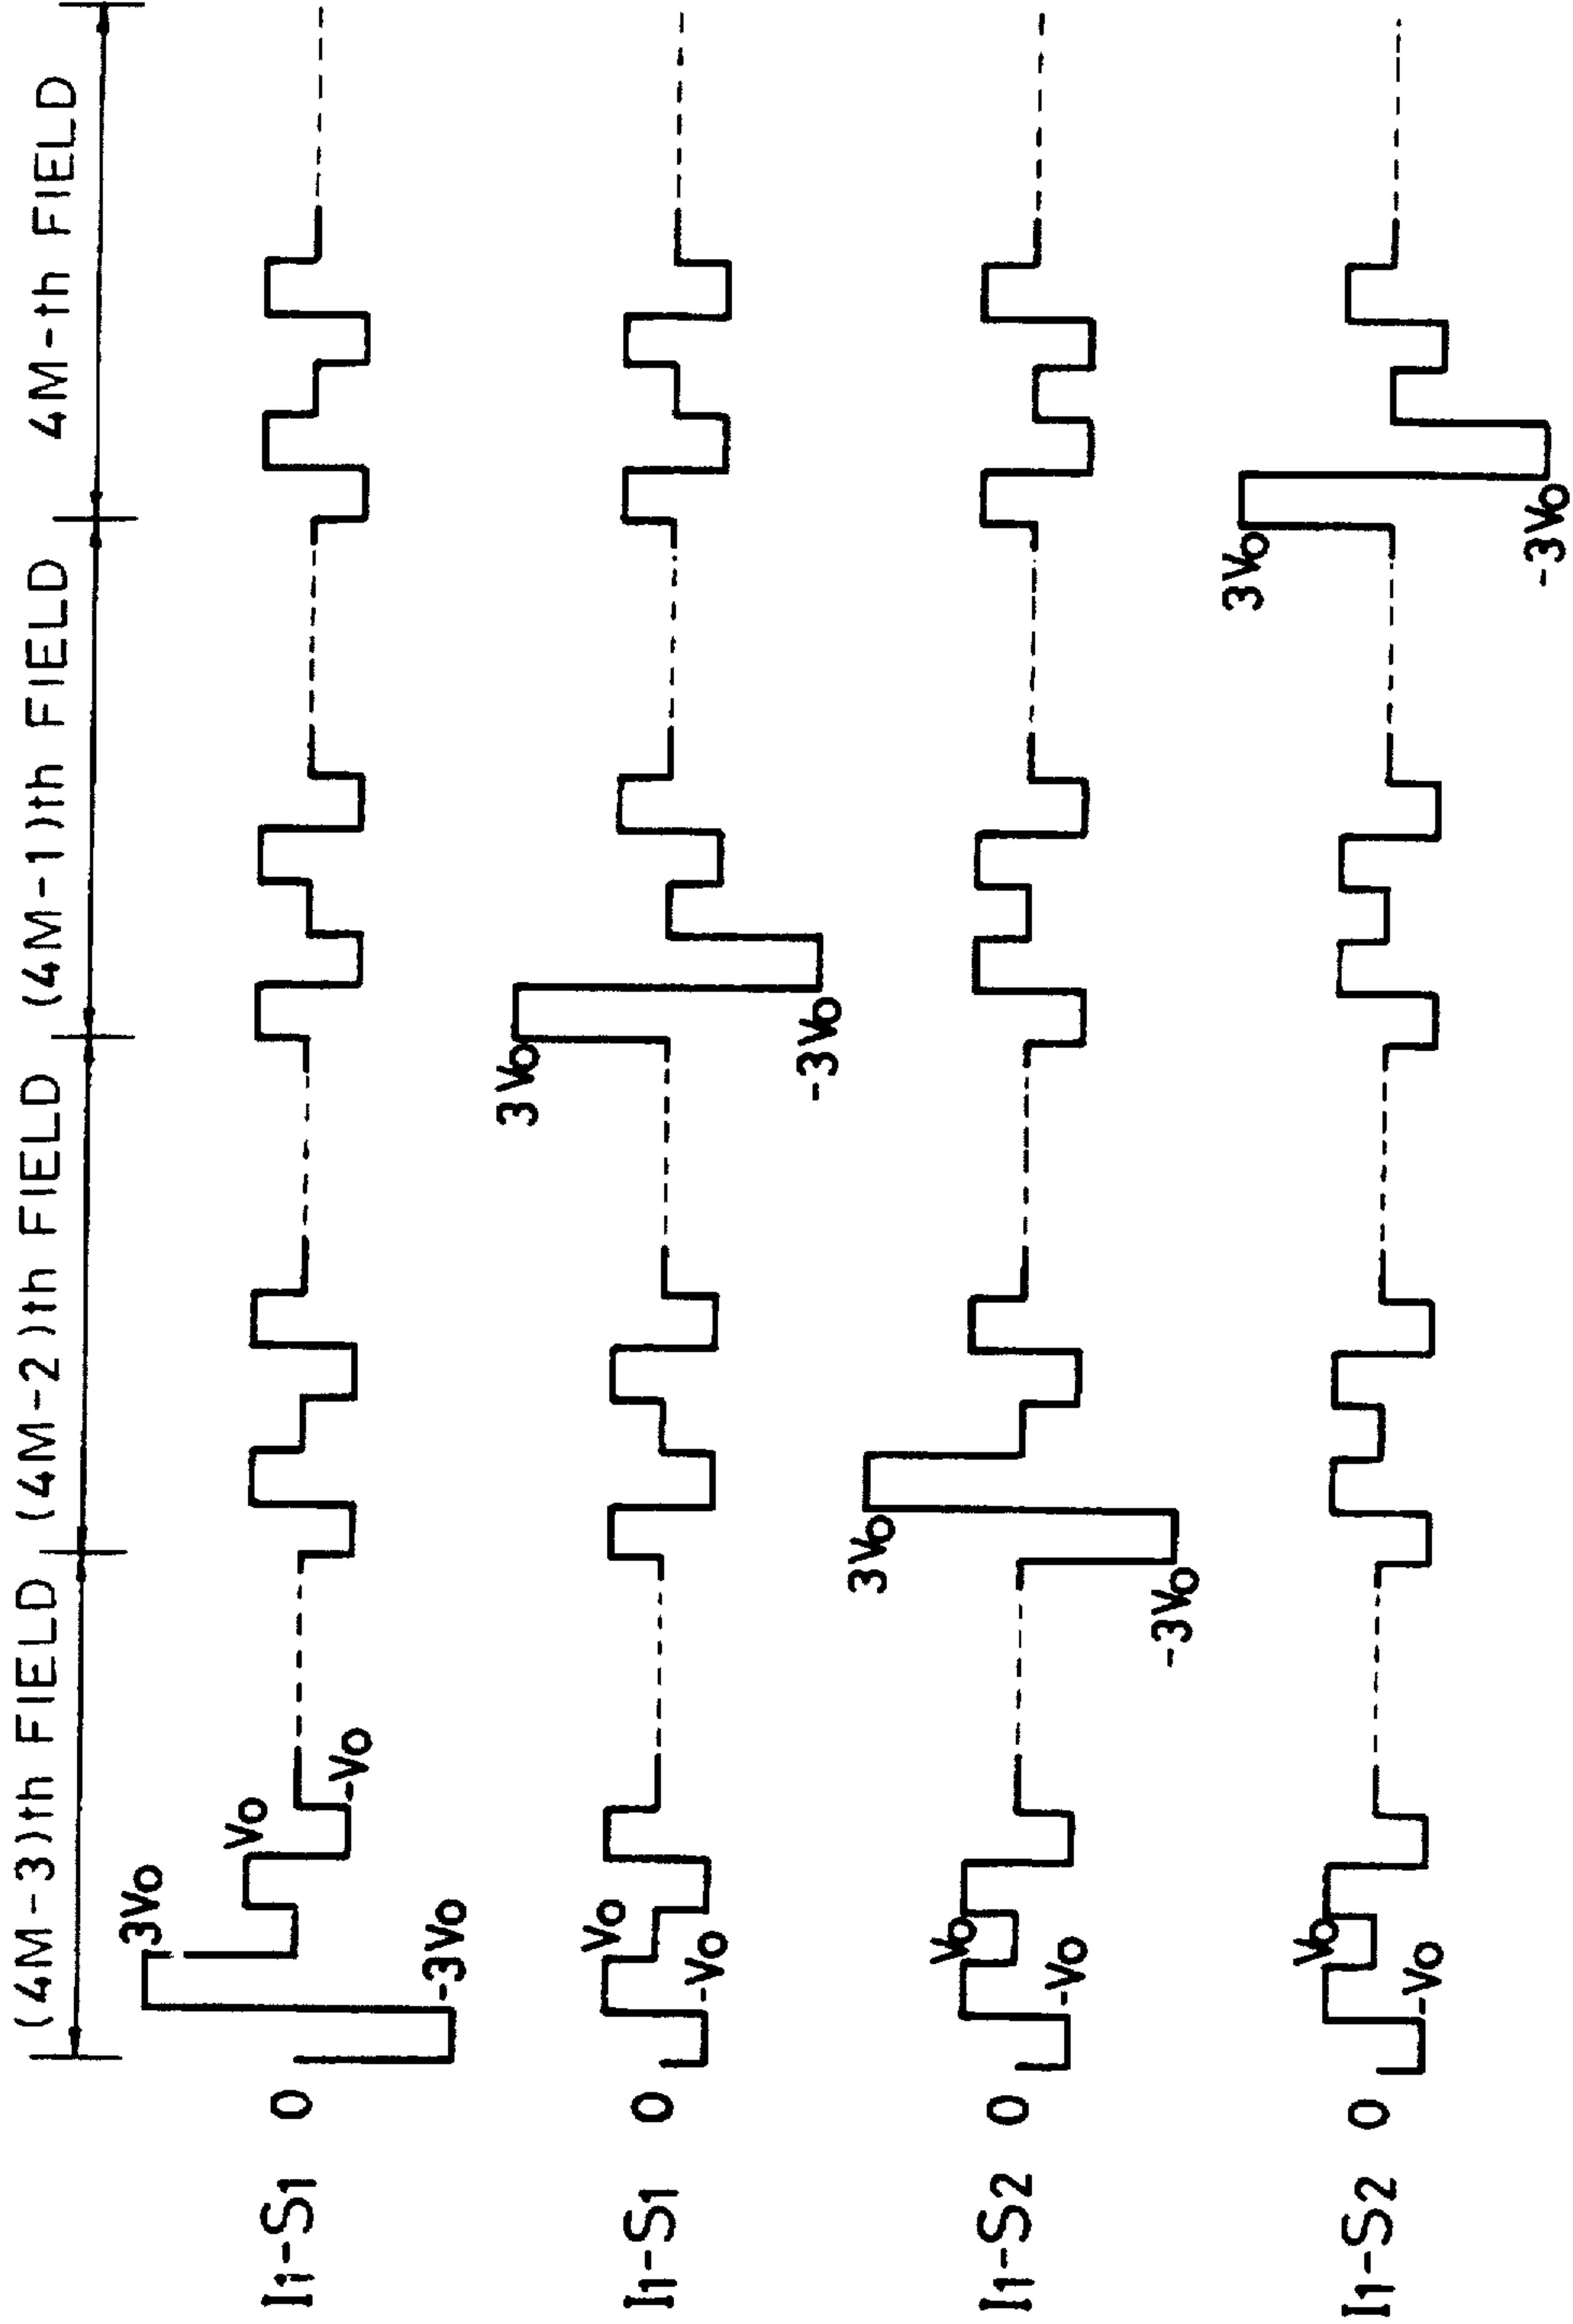 (4M-3)th FIELD (4M-2)th FIELD (4M-1)th FIELD 4M-th FIELD
I1-S1 0 3Vo -3Vo Vo -Vo
I1-S1 0 Vo -Vo 3Vo -3Vo
I1-S2 0 Vo -Vo 3Vo -3Vo
I1-S2 0 Vo -Vo 3Vo -3Vo